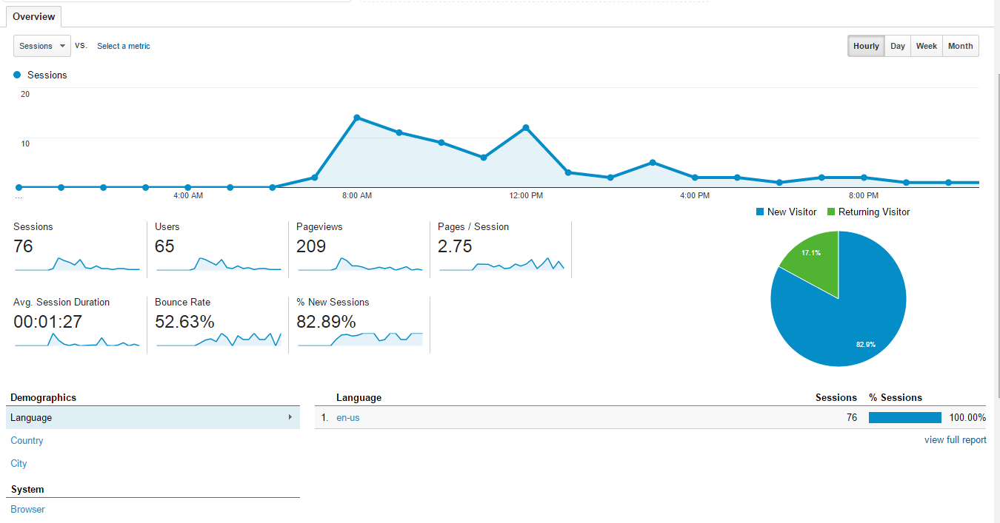 Overview
Sessions vs. Select a metric Hourly Day Week Month
Sessions
20
10
... 4:00 AM 8:00 AM 12:00 PM 4:00 PM 8:00 PM
New Visitor Returning Visitor
Sessions Users Pageviews Pages / Session
76 65 209 2.75
17.1%
Avg. Session Duration Bounce Rate % New Sessions
00:01:27 52.63% 82.89%
82.9%
Demographics Language Sessions % Sessions
Language 1. en-us 76 100.00%
Country view full report
City
System
Browser